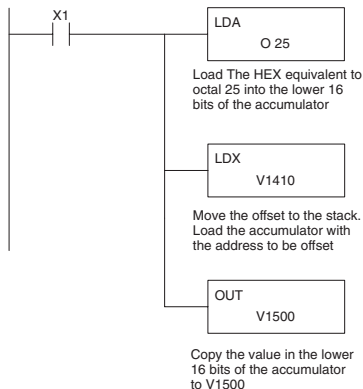 X1
LDA
O 25
Load The HEX equivalent to
octal 25 into the lower 16
bits of the accumulator
LDX
V1410
Move the offset to the stack.
Load the accumulator with
the address to be offset
OUT
V1500
Copy the value in the lower
16 bits of the accumulator
to V1500